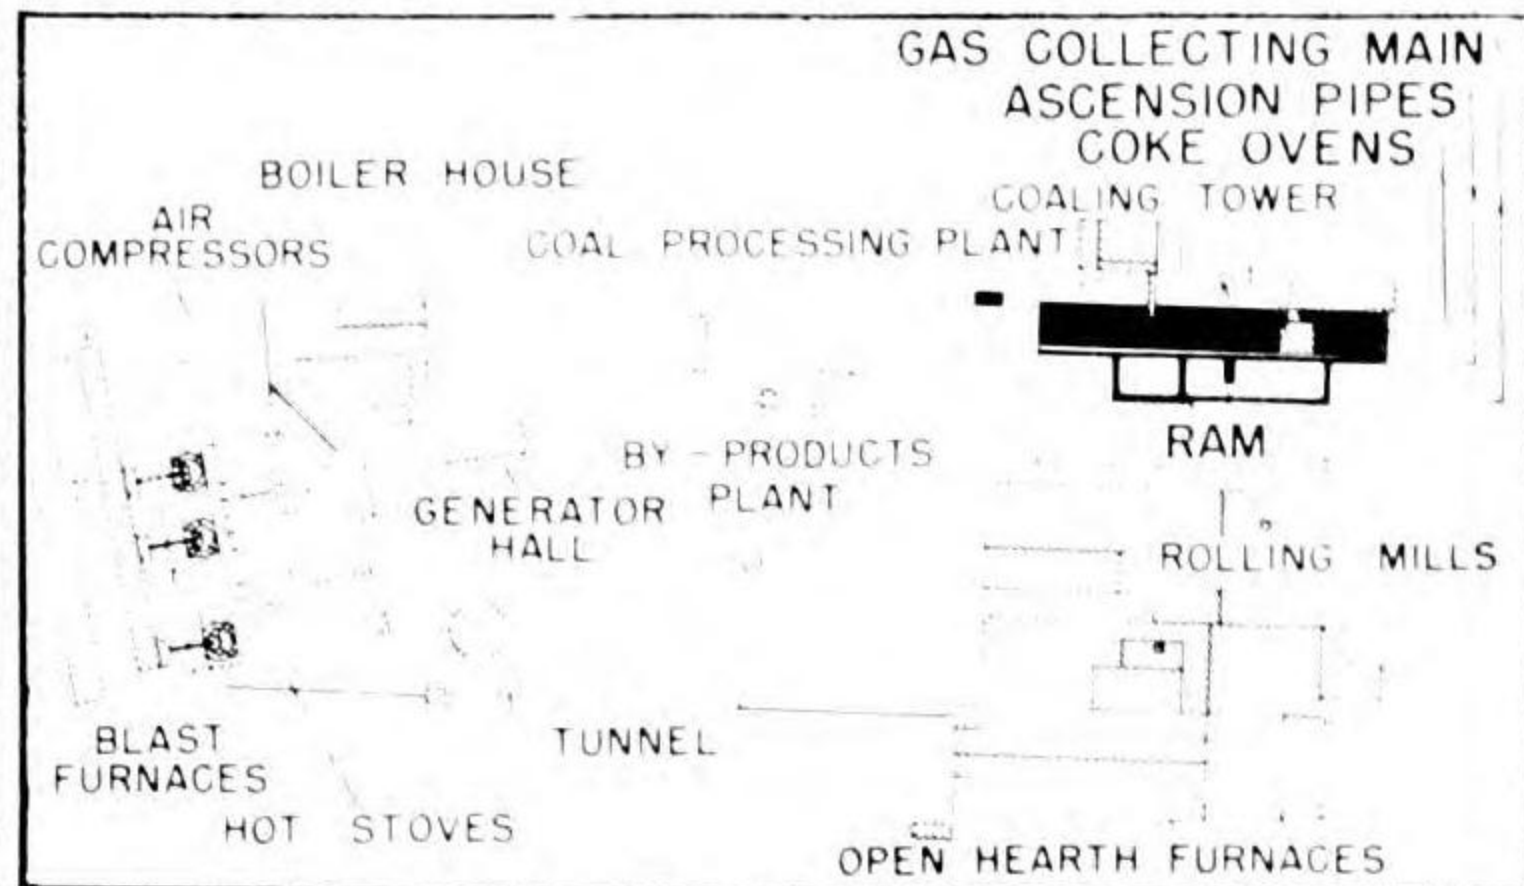 GAS COLLECTING MAIN
ASCENSION PIPES
COKE OVENS
COALING TOWER
BOILER HOUSE
AIR
COMPRESSORS
COAL PROCESSING PLANT
RAM
BY-PRODUCTS
PLANT
GENERATOR
HALL
ROLLING MILLS
BLAST
FURNACES
TUNNEL
HOT STOVES
OPEN HEARTH FURNACES